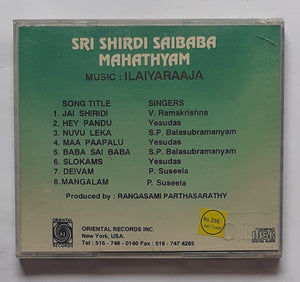 SRI SHIRDI SAIBABA
MAHATHYAM
MUSIC : ILAIYARAAJA
SONG TITLE SINGERS
1. JAI SHIRIDI V. Ramakrishna
2. HEY PANDU Yesudas
3. NUVU LEKA S.P. Balasubramanyam
4. MAA PAAPALU Yesudas
5. BABA SAI BABA S.P. Balasubramanyam
6. SLOKAMS Yesudas
7. DEIVAM P. Suseela
8. MANGALAM P. Suseela
Produced by : RANGASAMI PARTHASARATHY
ORIENTAL RECORDS
ORIENTAL RECORDS INC.
New York, USA.
Tel : 516 - 746 - 0140 Fax : 516 - 747 4285
Rs. 290